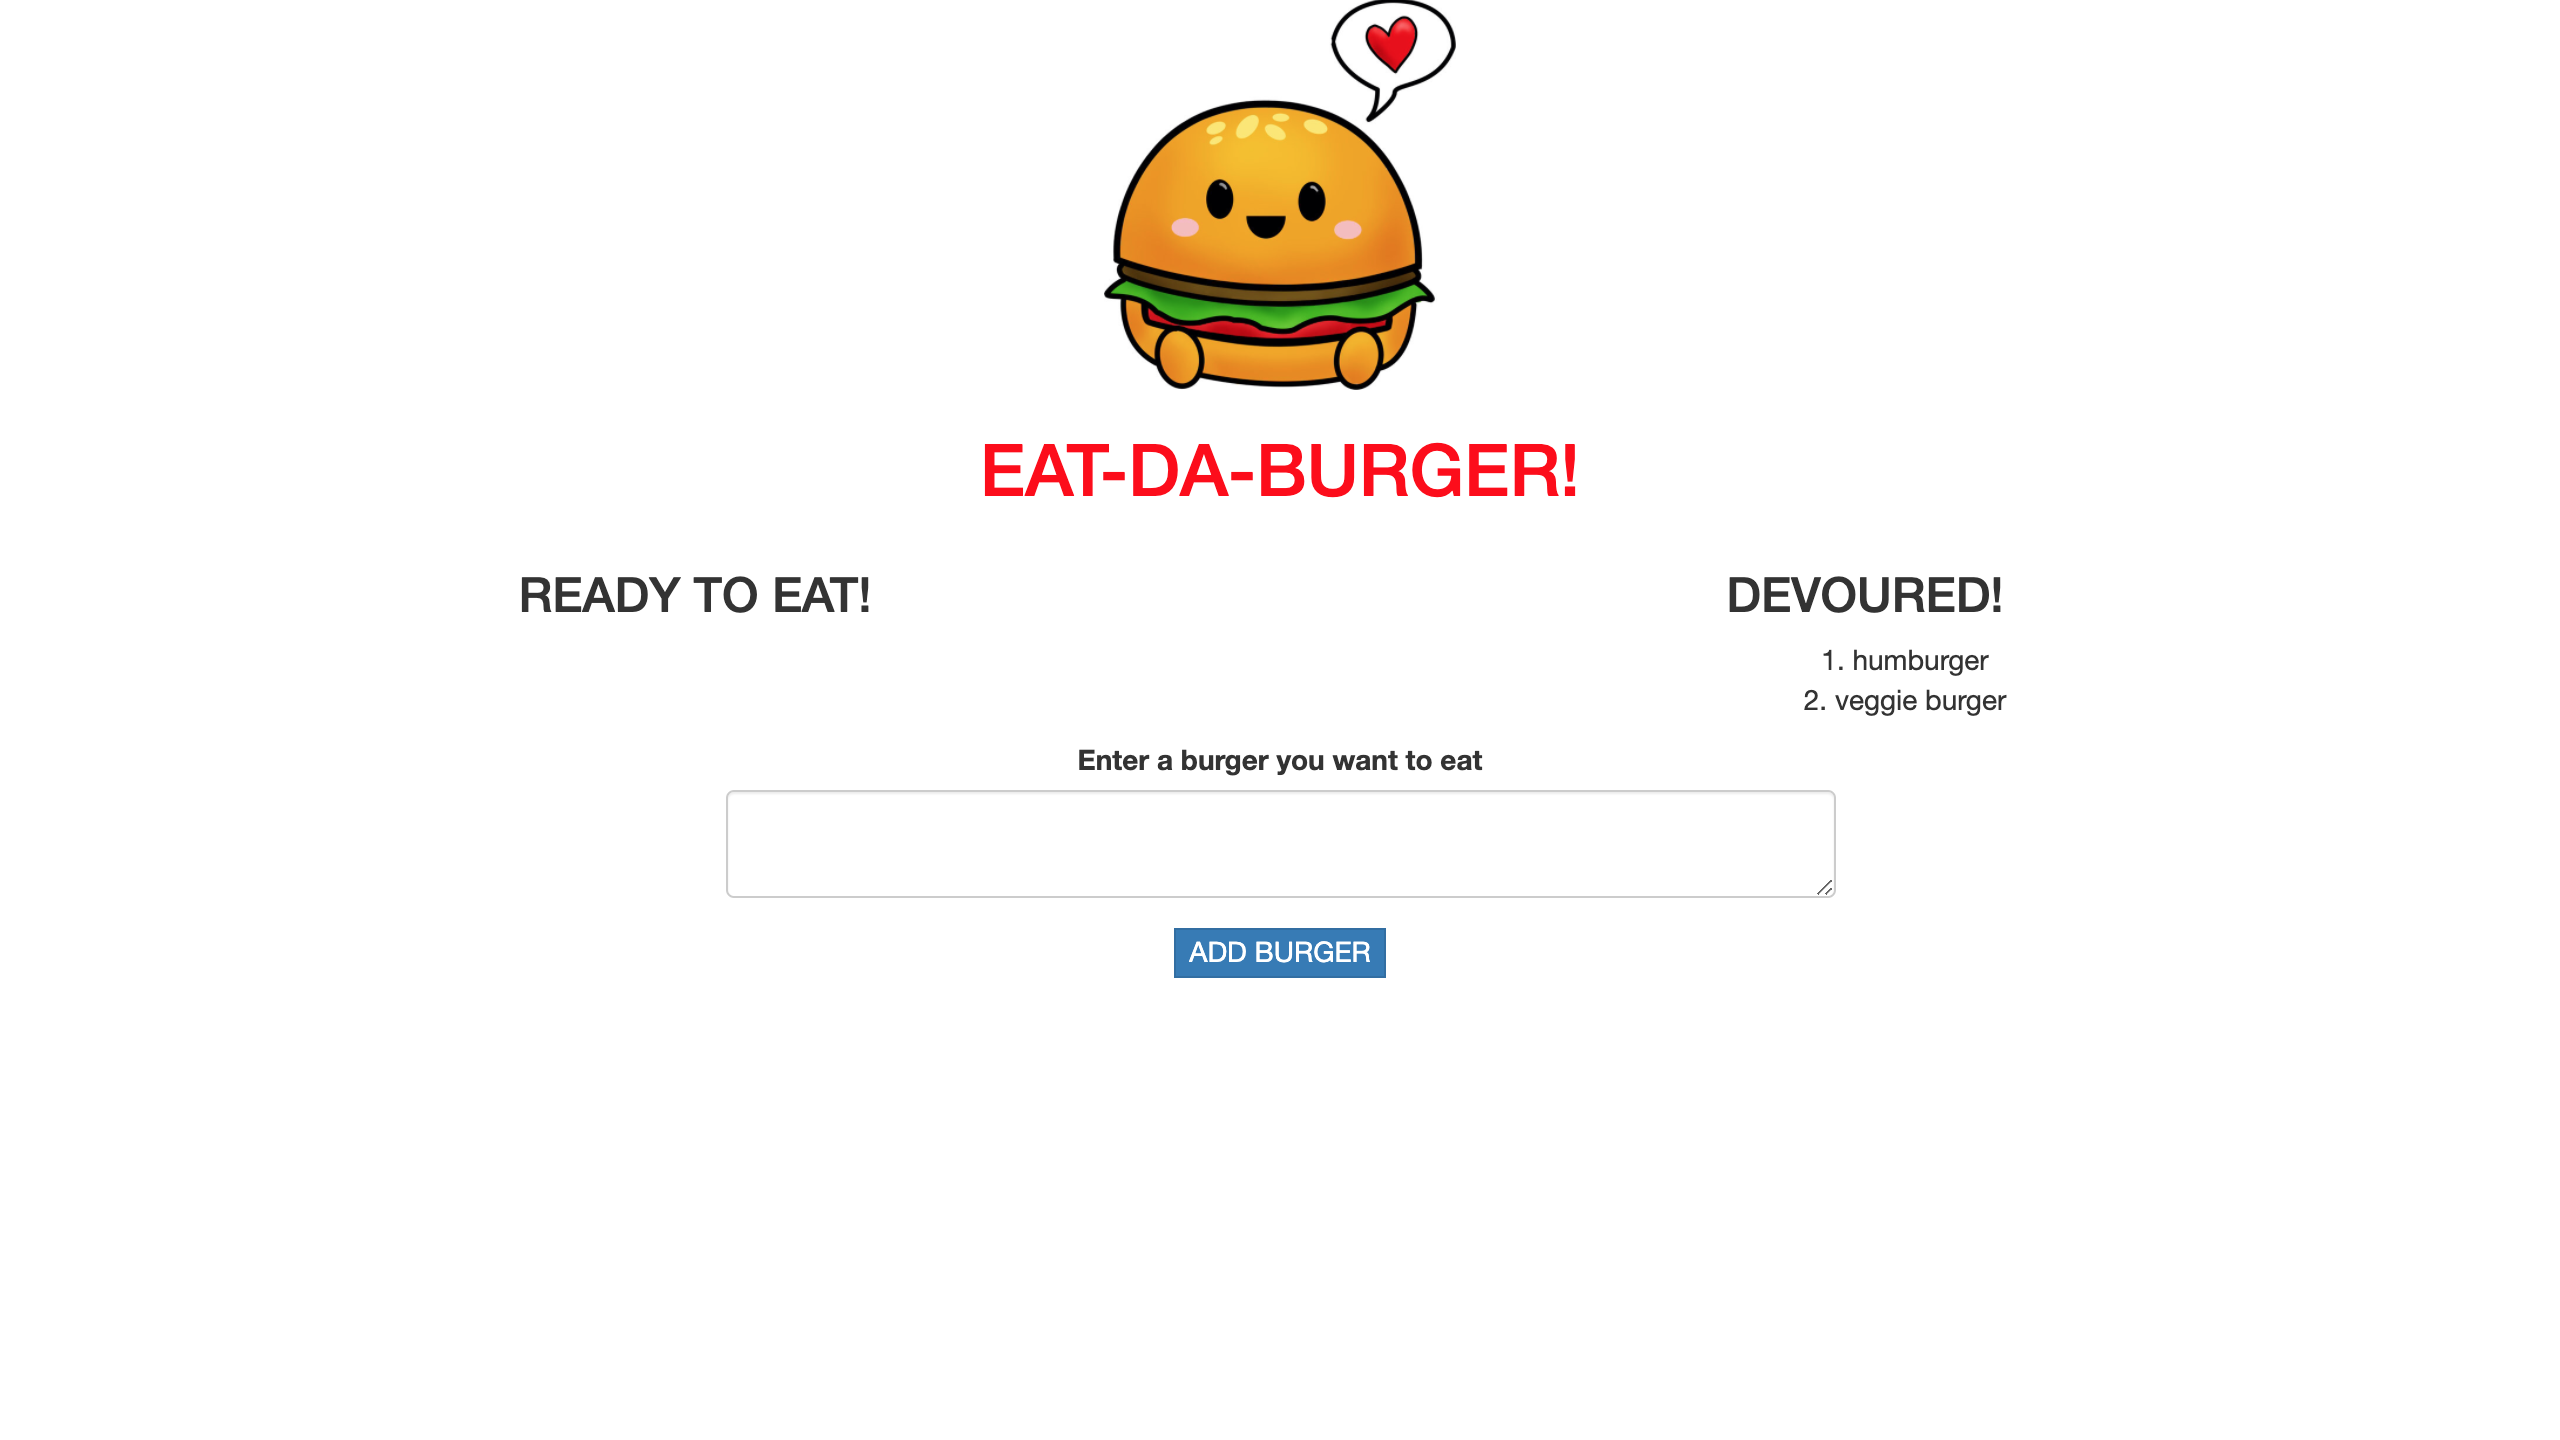 EAT-DA-BURGER!
READY TO EAT!
DEVOURED!
1. humburger
2. veggie burger
Enter a burger you want to eat
ADD BURGER